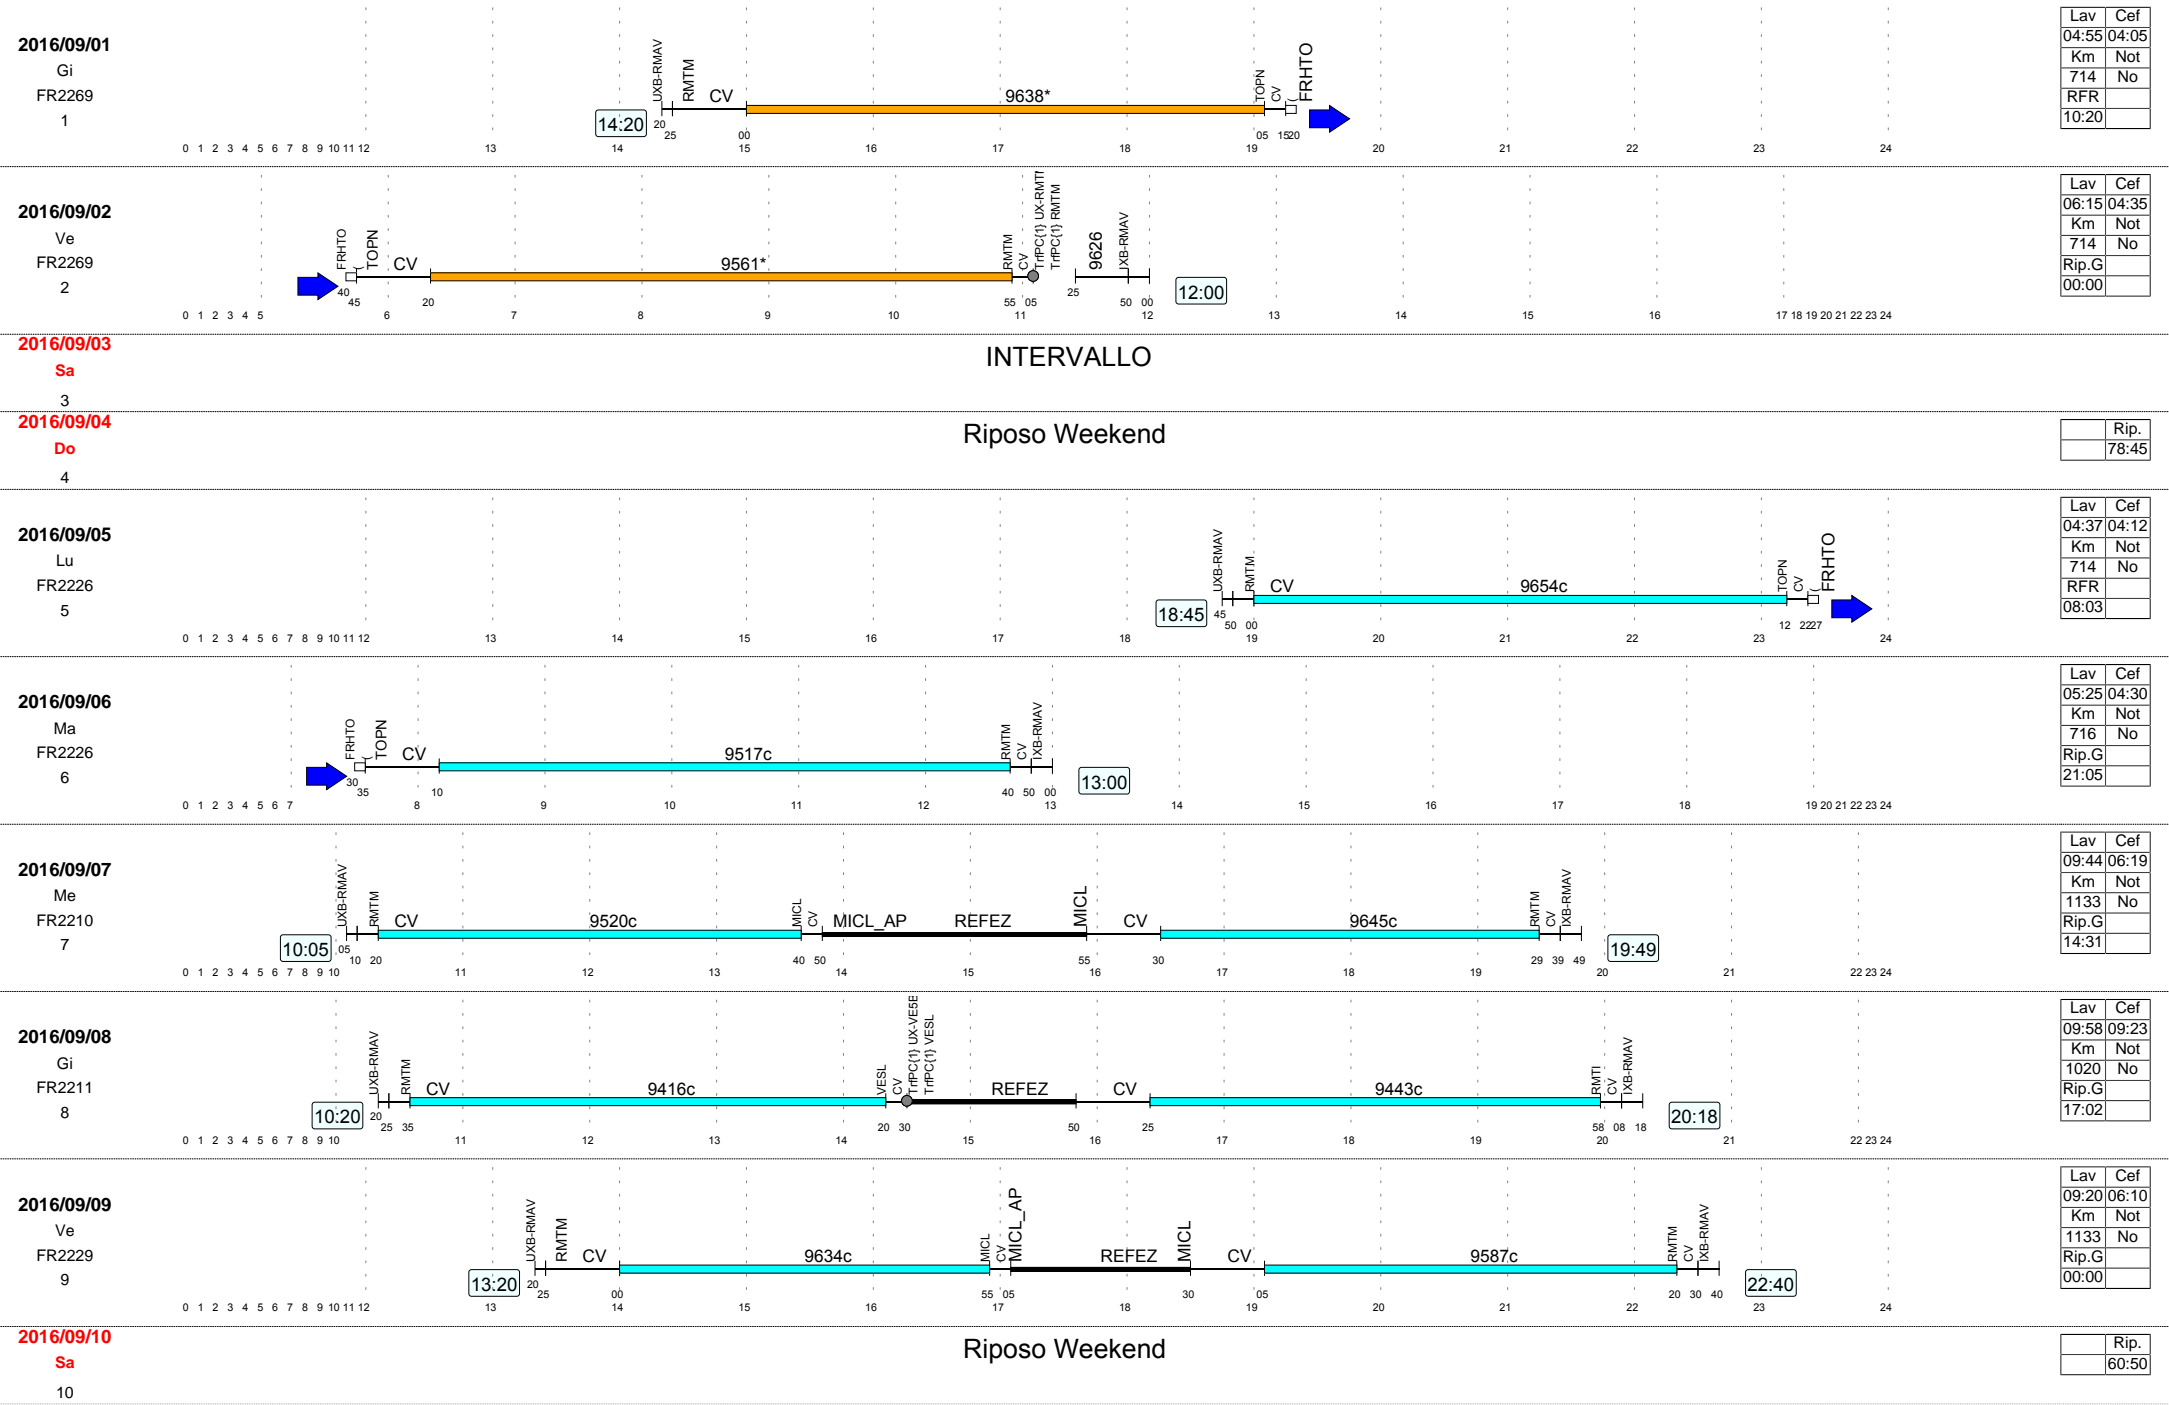 2016/09/01
Gi
FR2269
1
14:20
UXB-RMAV
RMTM
CV
9638*
TOPN
CV
FRHTO
20 25 00 05 15 20
0 1 2 3 4 5 6 7 8 9 10 11 12 13 14 15 16 17 18 19 20 21 22 23 24
Lav Cef
04:55 04:05
Km Not
714 No
RFR
10:20
2016/09/02
Ve
FR2269
2
FRHTO
TOPN
CV
9561*
RMTM
CV
TrfPC{1} UX-RMTM
TrfPC{1} RMTM
9626
IXB-RMAV
12:00
40 45 20 55 05 25 50 00
0 1 2 3 4 5 6 7 8 9 10 11 12 13 14 15 16 17 18 19 20 21 22 23 24
Lav Cef
06:15 04:35
Km Not
714 No
Rip.G
00:00
2016/09/03
Sa
3
INTERVALLO
2016/09/04
Do
4
Riposo Weekend
Rip.
78:45
2016/09/05
Lu
FR2226
5
18:45
UXB-RMAV
RMTM
CV
9654c
TOPN
CV
FRHTO
45 50 00 12 22 27
0 1 2 3 4 5 6 7 8 9 10 11 12 13 14 15 16 17 18 19 20 21 22 23 24
Lav Cef
04:37 04:12
Km Not
714 No
RFR
08:03
2016/09/06
Ma
FR2226
6
FRHTO
TOPN
CV
9517c
RMTM
CV
IXB-RMAV
13:00
30 35 10 40 50 00
0 1 2 3 4 5 6 7 8 9 10 11 12 13 14 15 16 17 18 19 20 21 22 23 24
Lav Cef
05:25 04:30
Km Not
716 No
Rip.G
21:05
2016/09/07
Me
FR2210
7
10:05
UXB-RMAV
RMTM
CV
9520c
MICL
CV
MICL_AP
REFEZ
MICL
CV
9645c
RMTM
CV
IXB-RMAV
19:49
05 10 20 40 50 55 30 29 39 49
0 1 2 3 4 5 6 7 8 9 10 11 12 13 14 15 16 17 18 19 20 21 22 23 24
Lav Cef
09:44 06:19
Km Not
1133 No
Rip.G
14:31
2016/09/08
Gi
FR2211
8
10:20
UXB-RMAV
RMTM
CV
9416c
VESL
CV
TrfPC{1} UX-VE5E
TrfPC{1} VESL
REFEZ
CV
9443c
RMTI
CV
IXB-RMAV
20:18
20 25 35 20 30 50 25 58 08 18
0 1 2 3 4 5 6 7 8 9 10 11 12 13 14 15 16 17 18 19 20 21 22 23 24
Lav Cef
09:58 09:23
Km Not
1020 No
Rip.G
17:02
2016/09/09
Ve
FR2229
9
13:20
UXB-RMAV
RMTM
CV
9634c
MICL
CV
MICL_AP
REFEZ
MICL
CV
9587c
RMTM
CV
IXB-RMAV
22:40
20 25 00 55 05 30 05 20 30 40
0 1 2 3 4 5 6 7 8 9 10 11 12 13 14 15 16 17 18 19 20 21 22 23 24
Lav Cef
09:20 06:10
Km Not
1133 No
Rip.G
00:00
2016/09/10
Sa
10
Riposo Weekend
Rip.
60:50